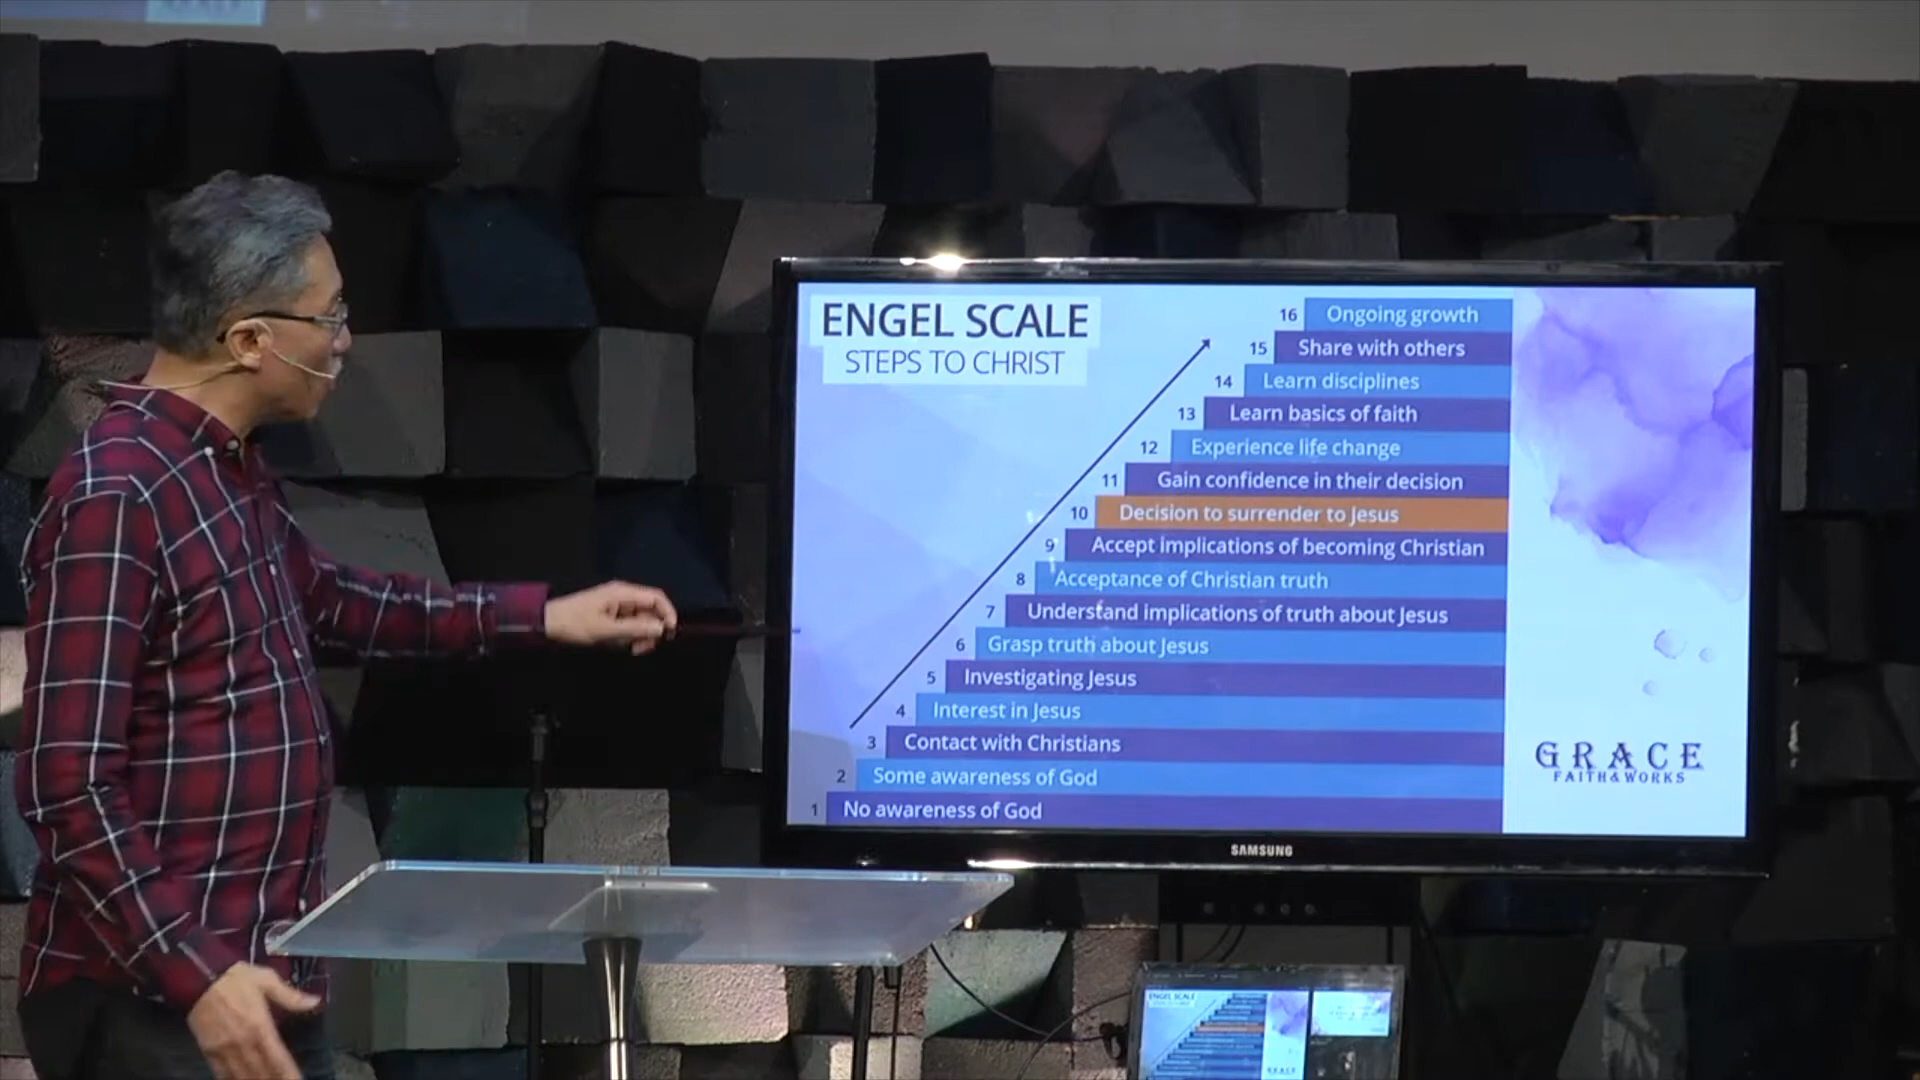 ENGEL SCALE
STEPS TO CHRIST
16 Ongoing growth
15 Share with others
14 Learn disciplines
13 Learn basics of faith
12 Experience life change
11 Gain confidence in their decision
10 Decision to surrender to Jesus
9 Accept implications of becoming Christian
8 Acceptance of Christian truth
7 Understand implications of truth about Jesus
6 Grasp truth about Jesus
5 Investigating Jesus
4 Interest in Jesus
3 Contact with Christians
2 Some awareness of God
1 No awareness of God
GRACE
FAITH & WORKS
SAMSUNG
ENGEL SCALE